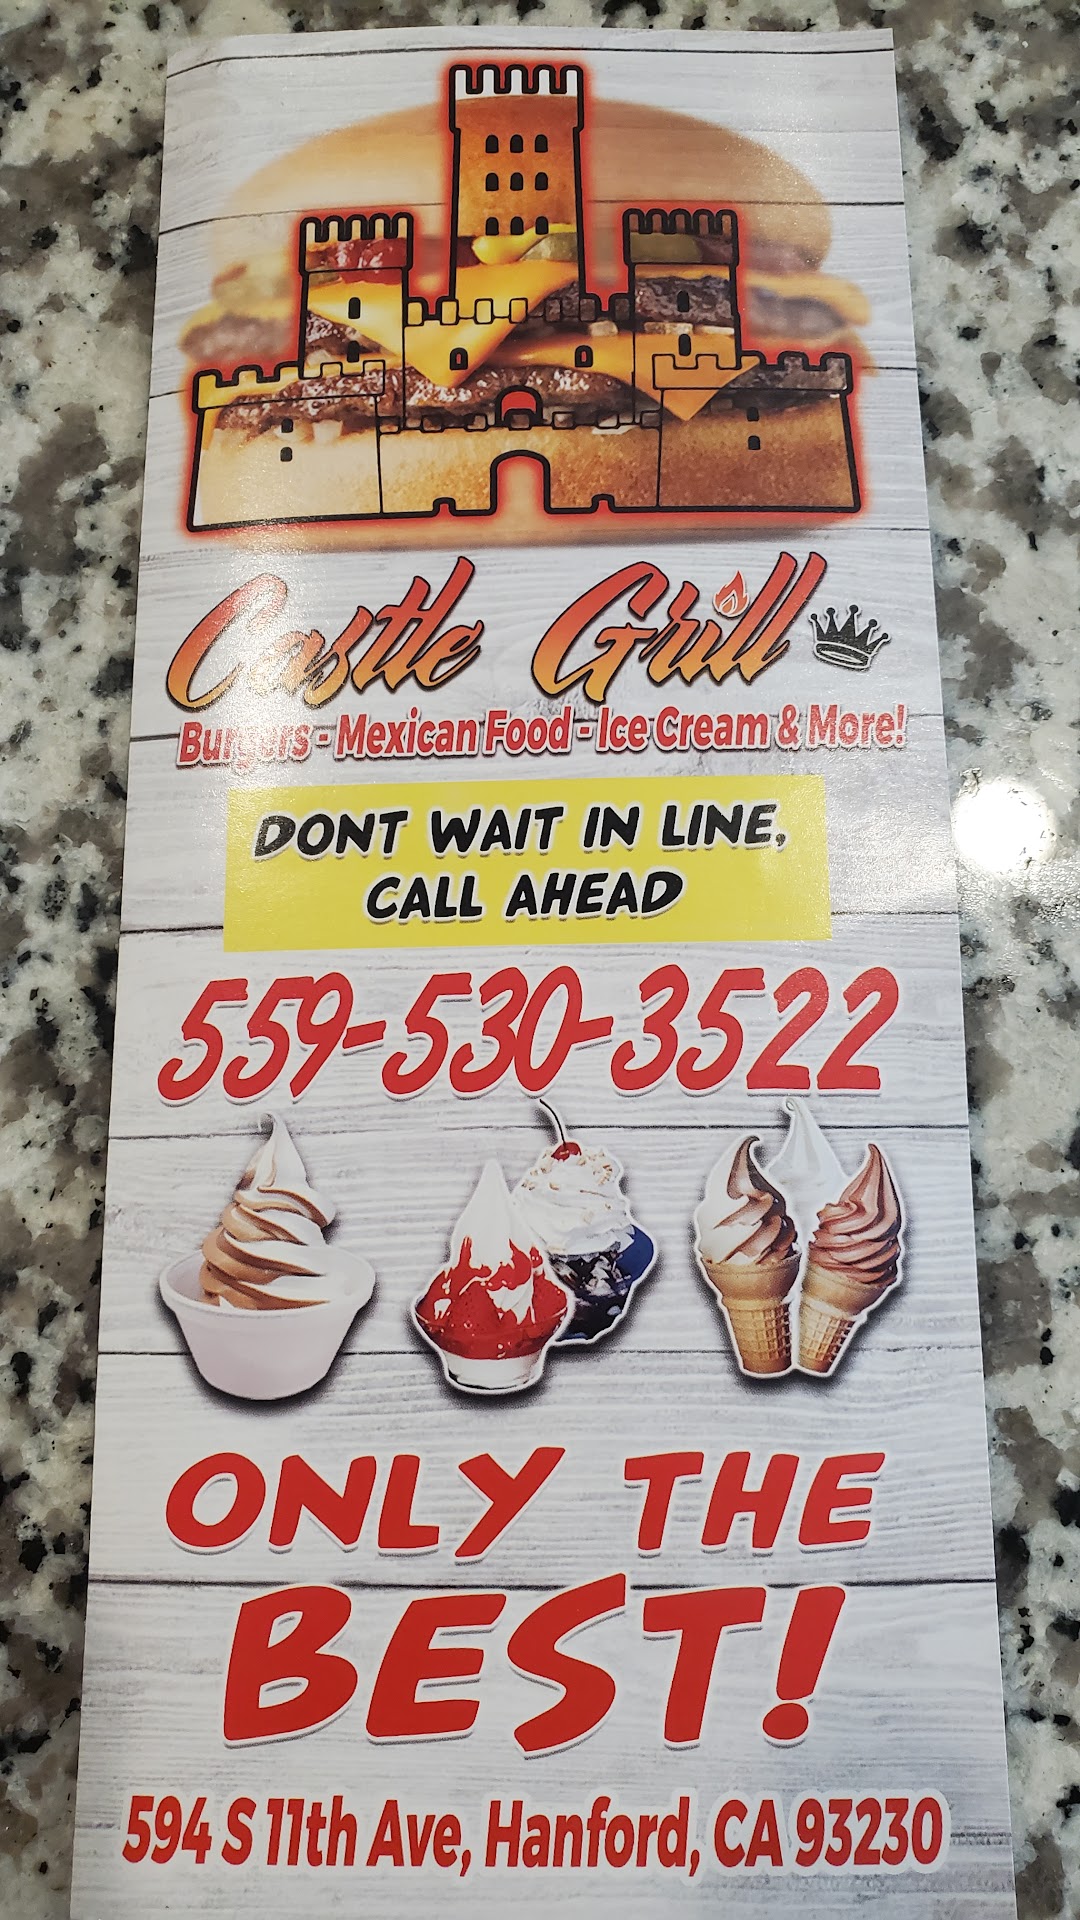 Castle Grill
Burgers - Mexican Food - Ice Cream & More!
DONT WAIT IN LINE,
CALL AHEAD
559-530-3522
ONLY THE
BEST!
594 S 11th Ave, Hanford, CA 93230